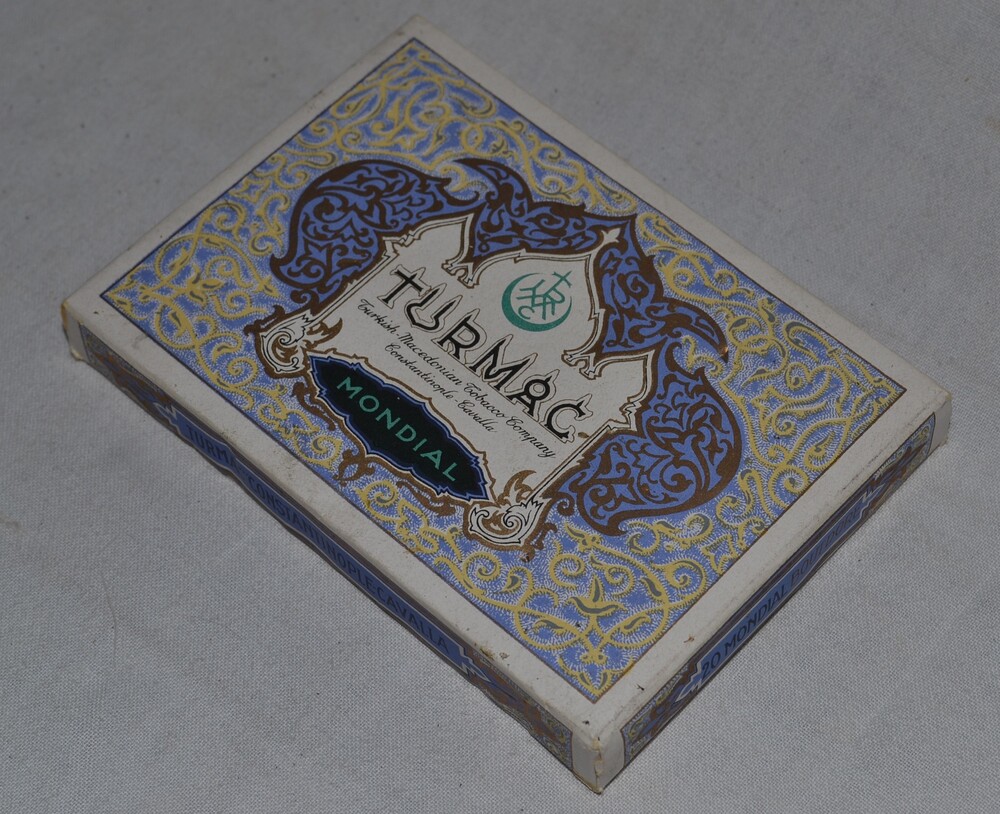 TURMAC
Turkish Macedonian Tobacco Company
Constantinople - Cavalla
MONDIAL
TURMAC CONSTANTINOPLE CAVALLA
20 MONDIAL